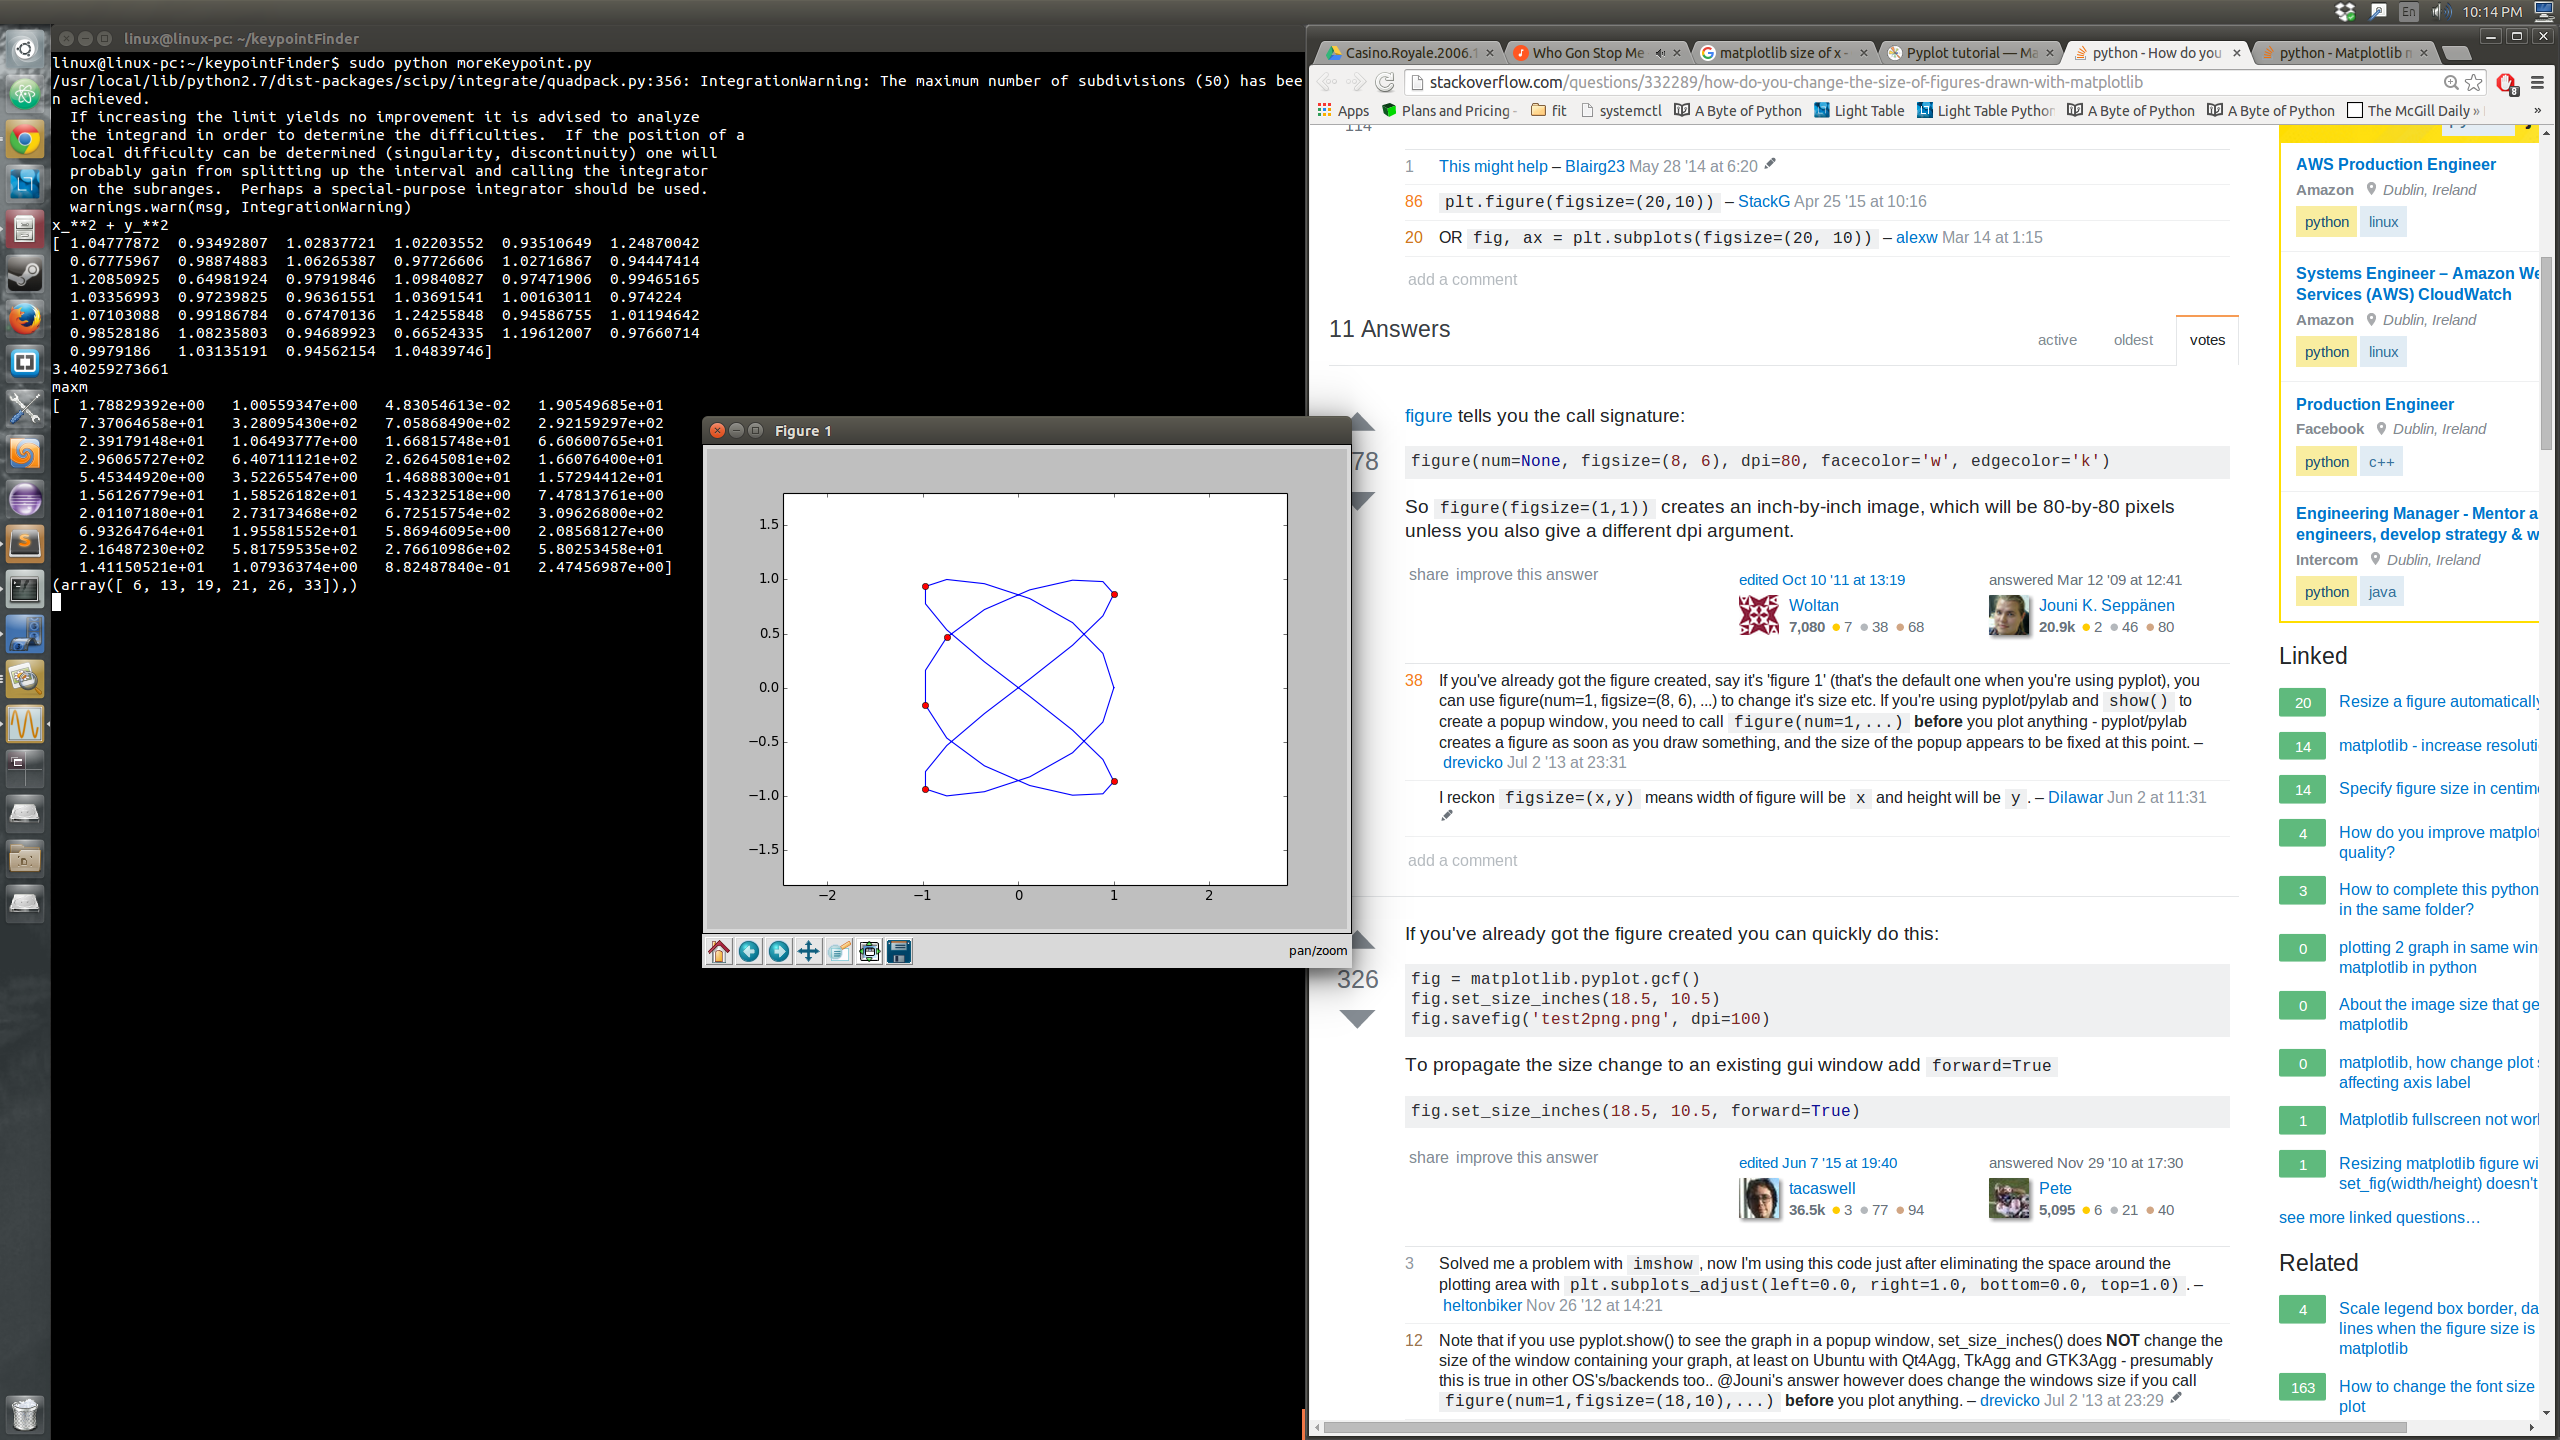 10:14 PM
En
linux@linux-pc: ~/keypointFinder
linux@linux-pc:~/keypointFinder$ sudo python moreKeypoint.py
/usr/local/lib/python2.7/dist-packages/scipy/integrate/quadpack.py:356: IntegrationWarning: The maximum number of subdivisions (50) has bee
n achieved.
If increasing the limit yields no improvement it is advised to analyze
the integrand in order to determine the difficulties.  If the position of a
local difficulty can be determined (singularity, discontinuity) one will
probably gain from splitting up the interval and calling the integrator
on the subranges.  Perhaps a special-purpose integrator should be used.
warnings.warn(msg, IntegrationWarning)
x_**2 + y_**2
[ 1.04777872  0.93492807  1.02837721  1.02203552  0.93510649  1.24870042
0.67775967  0.98874883  1.06265387  0.97726606  1.02716867  0.94447414
1.20850925  0.64981924  0.97919846  1.09840827  0.97471906  0.99465165
1.03356993  0.97239825  0.96361551  1.03691541  1.00163011  0.974224
1.07103088  0.99186784  0.67470136  1.24255848  0.94586755  1.01194642
0.98528186  1.08235803  0.94689923  0.66524335  1.19612007  0.97660714
0.9979186   1.03135191  0.94562154  1.04839746]
3.40259273661
maxm
[  1.78829392e+00   1.00559347e+00   4.83054613e-02   1.90549685e+01
7.37064658e+01   3.28095430e+02   7.05868490e+02   2.92159297e+02
2.39179148e+01   1.06493777e+00   1.66815748e+01   6.60600765e+01
2.96065727e+02   6.40711121e+02   2.62645081e+02   1.66076400e+01
5.45344920e+00   3.52265547e+00   1.46888300e+01   1.57294412e+01
1.56126779e+01   1.58526182e+01   5.43232518e+00   7.47813761e+00
2.01107180e+01   2.73173468e+02   6.72515754e+02   3.09626800e+02
6.93264764e+01   1.95581552e+01   5.86946095e+00   2.08568127e+00
2.16487230e+02   5.81759535e+02   2.76610986e+02   5.80253458e+01
1.41150521e+01   1.07936374e+00   8.82487840e-01   2.47456987e+00]
(array([ 6, 13, 19, 21, 26, 33]),)
Figure 1
1.5
1.0
0.5
0.0
−0.5
−1.0
−1.5
−2 −1 0 1 2
pan/zoom
Casino.Royale.2006.1
Who Gon Stop Me
matplotlib size of x -
Pyplot tutorial — Ma
python - How do you
python - Matplotlib n
stackoverflow.com/questions/332289/how-do-you-change-the-size-of-figures-drawn-with-matplotlib
8
Apps Plans and Pricing - fit systemctl A Byte of Python Light Table Light Table Python A Byte of Python A Byte of Python The McGill Daily » »
114
1 This might help – Blairg23 May 28 '14 at 6:20
86 plt.figure(figsize=(20,10)) – StackG Apr 25 '15 at 10:16
20 OR fig, ax = plt.subplots(figsize=(20, 10)) – alexw Mar 14 at 1:15
add a comment
11 Answers
active oldest votes
figure tells you the call signature:
78
figure(num=None, figsize=(8, 6), dpi=80, facecolor='w', edgecolor='k')
So figure(figsize=(1,1)) creates an inch-by-inch image, which will be 80-by-80 pixels
unless you also give a different dpi argument.
share improve this answer
edited Oct 10 '11 at 13:19
Woltan
7,080 7 38 68
answered Mar 12 '09 at 12:41
Jouni K. Seppänen
20.9k 2 46 80
38 If you've already got the figure created, say it's 'figure 1' (that's the default one when you're using pyplot), you
can use figure(num=1, figsize=(8, 6), ...) to change it's size etc. If you're using pyplot/pylab and show() to
create a popup window, you need to call figure(num=1,...) before you plot anything - pyplot/pylab
creates a figure as soon as you draw something, and the size of the popup appears to be fixed at this point. –
drevicko Jul 2 '13 at 23:31
I reckon figsize=(x,y) means width of figure will be x and height will be y . – Dilawar Jun 2 at 11:31
add a comment
If you've already got the figure created you can quickly do this:
326
fig = matplotlib.pyplot.gcf()
fig.set_size_inches(18.5, 10.5)
fig.savefig('test2png.png', dpi=100)
To propagate the size change to an existing gui window add forward=True
fig.set_size_inches(18.5, 10.5, forward=True)
share improve this answer
edited Jun 7 '15 at 19:40
tacaswell
36.5k 3 77 94
answered Nov 29 '10 at 17:30
Pete
5,095 6 21 40
3 Solved me a problem with imshow , now I'm using this code just after eliminating the space around the
plotting area with plt.subplots_adjust(left=0.0, right=1.0, bottom=0.0, top=1.0) . –
heltonbiker Nov 26 '12 at 14:21
12 Note that if you use pyplot.show() to see the graph in a popup window, set_size_inches() does NOT change the
size of the window containing your graph, at least on Ubuntu with Qt4Agg, TkAgg and GTK3Agg - presumably
this is true in other OS's/backends too.. @Jouni's answer however does change the windows size if you call
figure(num=1,figsize=(18,10),...) before you plot anything. – drevicko Jul 2 '13 at 23:29
AWS Production Engineer
Amazon Dublin, Ireland
python linux
Systems Engineer – Amazon We
Services (AWS) CloudWatch
Amazon Dublin, Ireland
python linux
Production Engineer
Facebook Dublin, Ireland
python c++
Engineering Manager - Mentor a
engineers, develop strategy & w
Intercom Dublin, Ireland
python java
Linked
20 Resize a figure automatically
14 matplotlib - increase resoluti
14 Specify figure size in centime
4 How do you improve matplot
quality?
3 How to complete this python
in the same folder?
0 plotting 2 graph in same win
matplotlib in python
0 About the image size that ge
matplotlib
0 matplotlib, how change plot s
affecting axis label
1 Matplotlib fullscreen not work
1 Resizing matplotlib figure wi
set_fig(width/height) doesn't
see more linked questions…
Related
4 Scale legend box border, da
lines when the figure size is
matplotlib
163 How to change the font size
plot